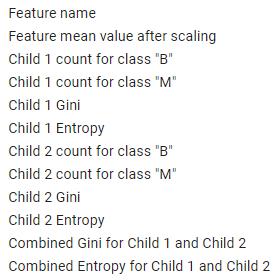 Feature name
Feature mean value after scaling
Child 1 count for class "B"
Child 1 count for class "M"
Child 1 Gini
Child 1 Entropy
Child 2 count for class "B"
Child 2 count for class "M"
Child 2 Gini
Child 2 Entropy
Combined Gini for Child 1 and Child 2
Combined Entropy for Child 1 and Child 2